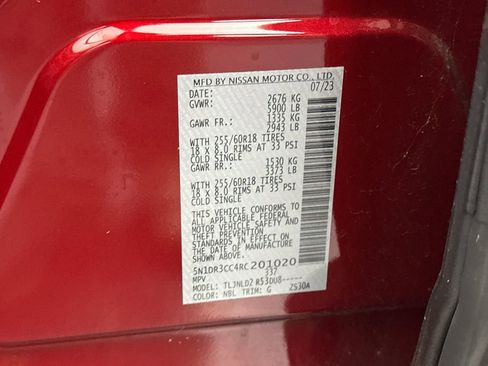 MFD BY NISSAN MOTOR CO., LTD.
DATE: 07/23
GVWR: 2676 KG
5900 LB
GAWR FR.: 1335 KG
2943 LB
WITH 255/60R18 TIRES
18 X 8.0 RIMS AT 33 PSI
COLD SINGLE
GAWR RR.: 1530 KG
3373 LB
WITH 255/60R18 TIRES
18 X 8.0 RIMS AT 33 PSI
COLD SINGLE
THIS VEHICLE CONFORMS
TO ALL APPLICABLE FEDERAL
MOTOR VEHICLE SAFETY AND
THEFT PREVENTION
STANDARDS IN EFFECT ON
THE DATE OF MANUFACTURE
SHOWN ABOVE.
5N1DR3CC4RC201020
MPV 337
MODEL: TLJNLDZ R53DU8-----
COLOR: NBL TRIM: G ZS30A